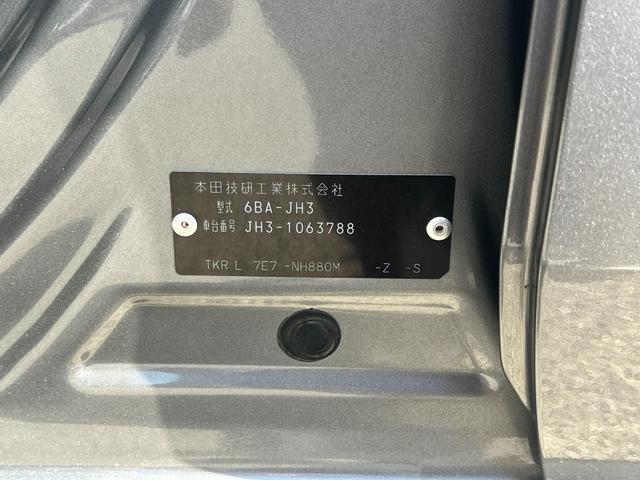 本田技研工業株式会社
型式 6BA-JH3
車台番号 JH3-1063788
TKR L 7E7 -NH880M -Z -S